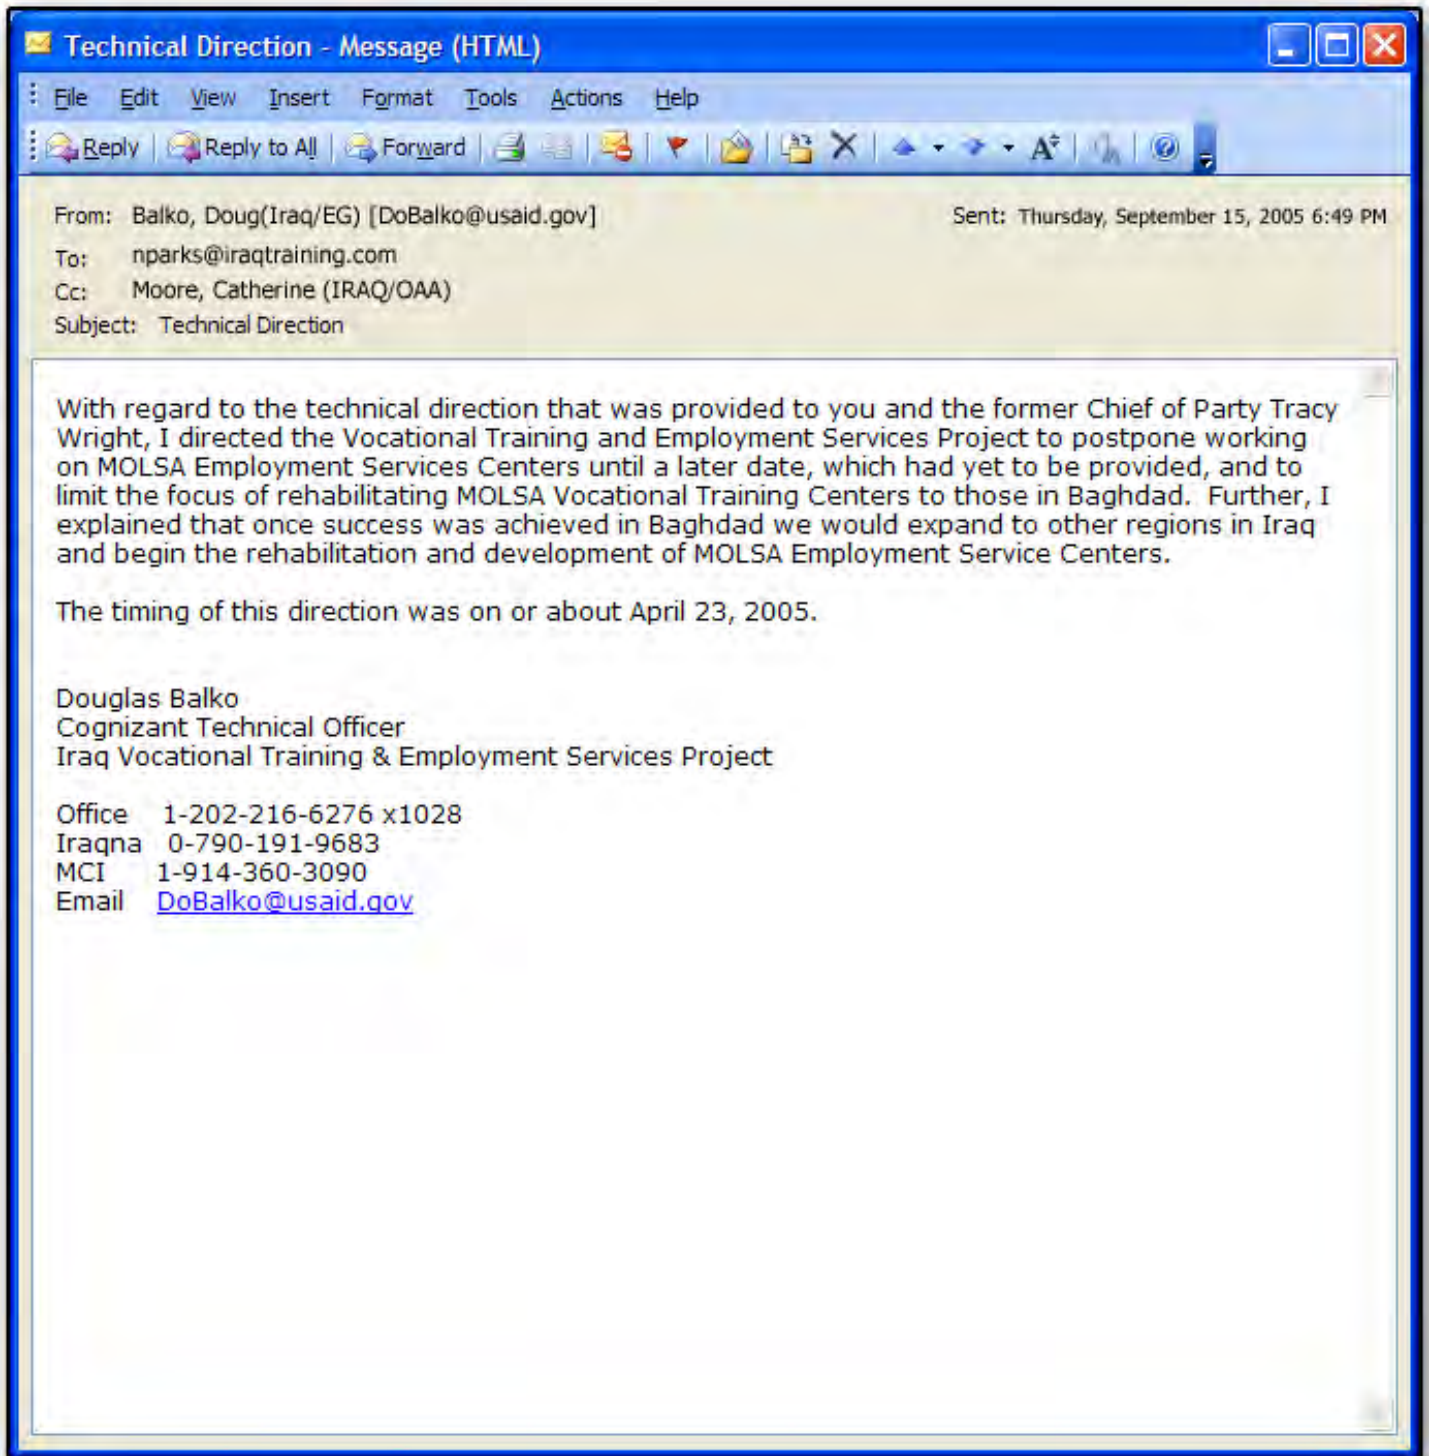 Technical Direction - Message (HTML)
File Edit View Insert Format Tools Actions Help
Reply Reply to All Forward
From: Balko, Doug(Iraq/EG) [DoBalko@usaid.gov] Sent: Thursday, September 15, 2005 6:49 PM
To: nparks@iraqtraining.com
Cc: Moore, Catherine (IRAQ/OAA)
Subject: Technical Direction
With regard to the technical direction that was provided to you and the former Chief of Party Tracy
Wright, I directed the Vocational Training and Employment Services Project to postpone working
on MOLSA Employment Services Centers until a later date, which had yet to be provided, and to
limit the focus of rehabilitating MOLSA Vocational Training Centers to those in Baghdad. Further, I
explained that once success was achieved in Baghdad we would expand to other regions in Iraq
and begin the rehabilitation and development of MOLSA Employment Service Centers.
The timing of this direction was on or about April 23, 2005.
Douglas Balko
Cognizant Technical Officer
Iraq Vocational Training & Employment Services Project
Office 1-202-216-6276 x1028
Iraqna 0-790-191-9683
MCI 1-914-360-3090
Email DoBalko@usaid.gov